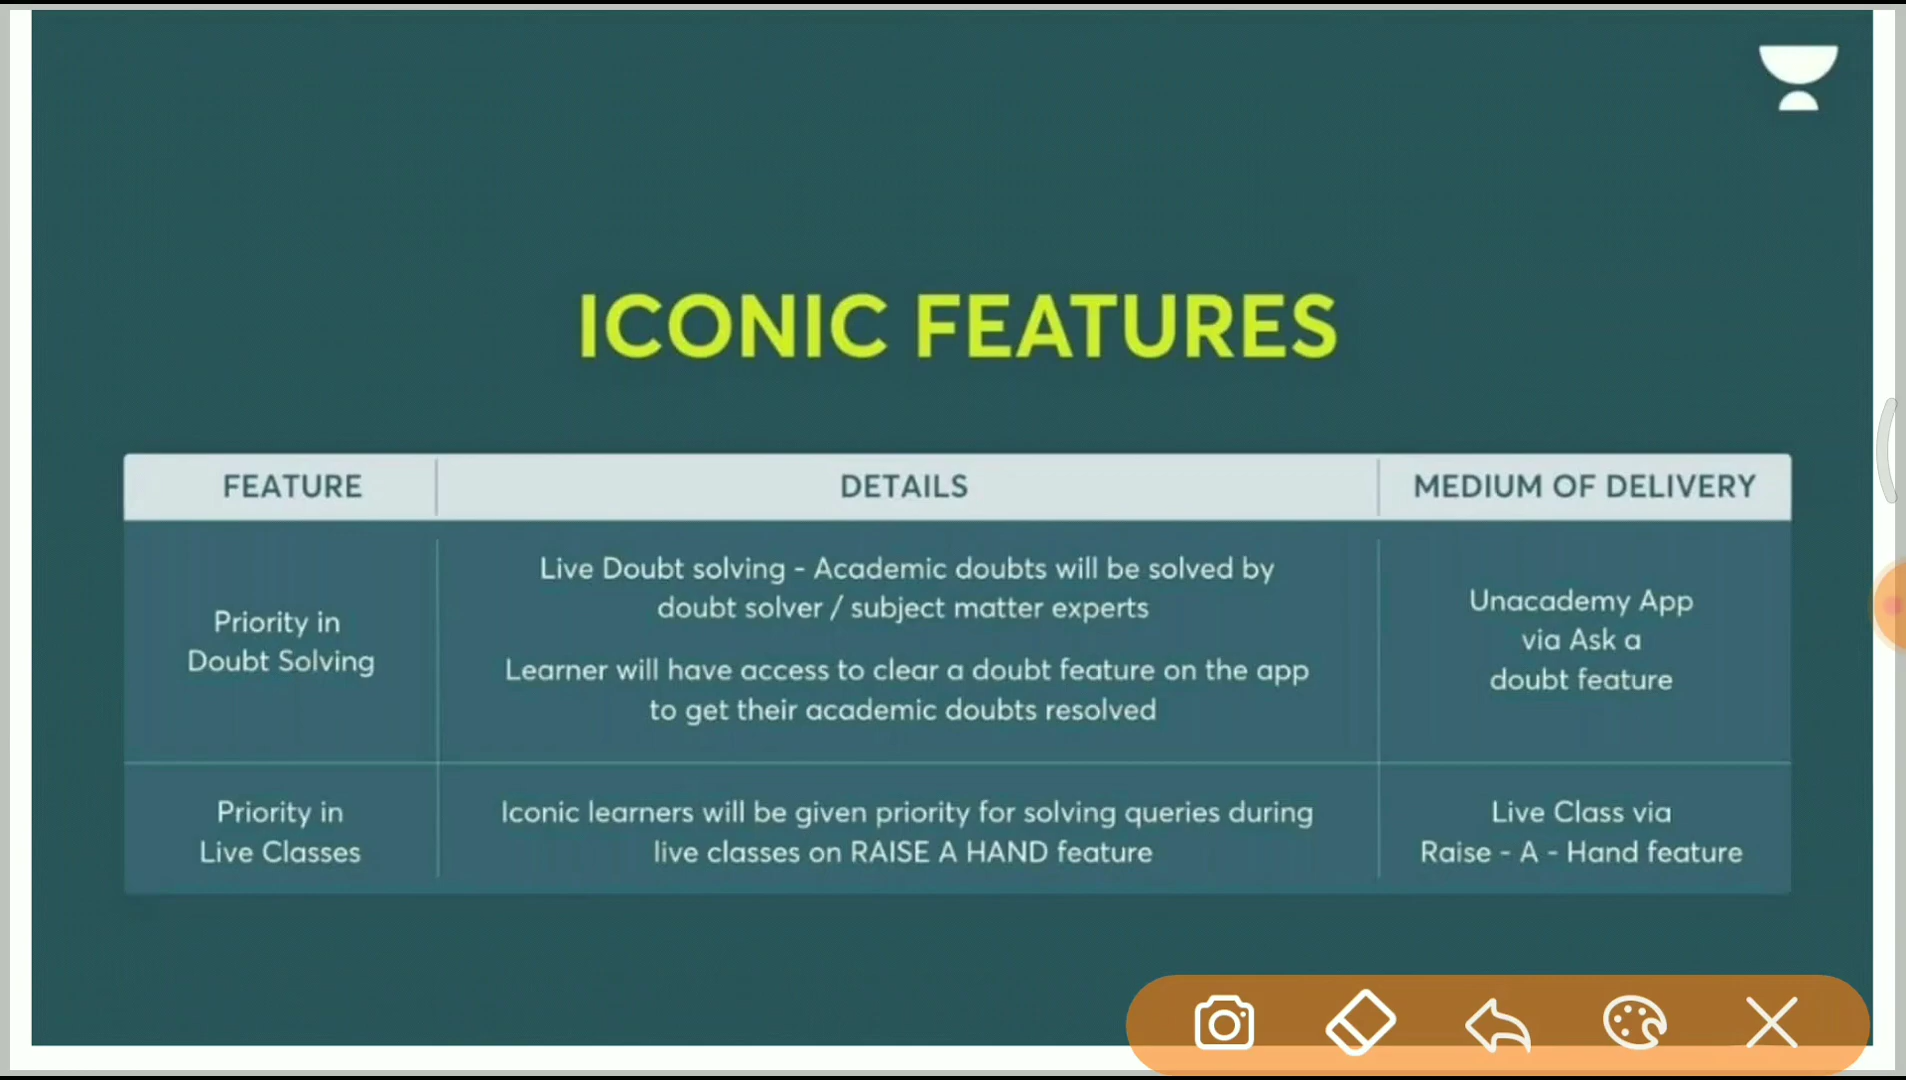 ICONIC FEATURES
FEATURE
DETAILS
MEDIUM OF DELIVERY
Priority in
Doubt Solving
Live Doubt solving - Academic doubts will be solved by
doubt solver / subject matter experts
Learner will have access to clear a doubt feature on the app
to get their academic doubts resolved
Unacademy App
via Ask a
doubt feature
Priority in
Live Classes
Iconic learners will be given priority for solving queries during
live classes on RAISE A HAND feature
Live Class via
Raise - A - Hand feature